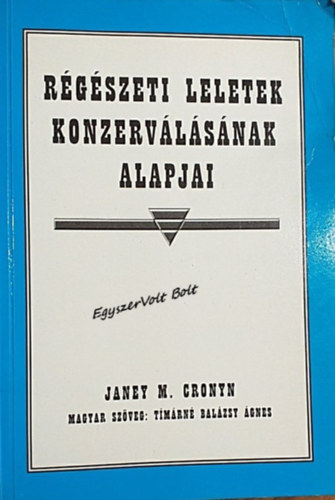 RÉGÉSZETI LELETEK
KONZERVÁLÁSÁNAK
ALAPJAI
EgyszerVolt Bolt
JANEY M. CRONYN
MAGYAR SZÖVEG: TÍMÁRNÉ BALÁZSY ÁGNES